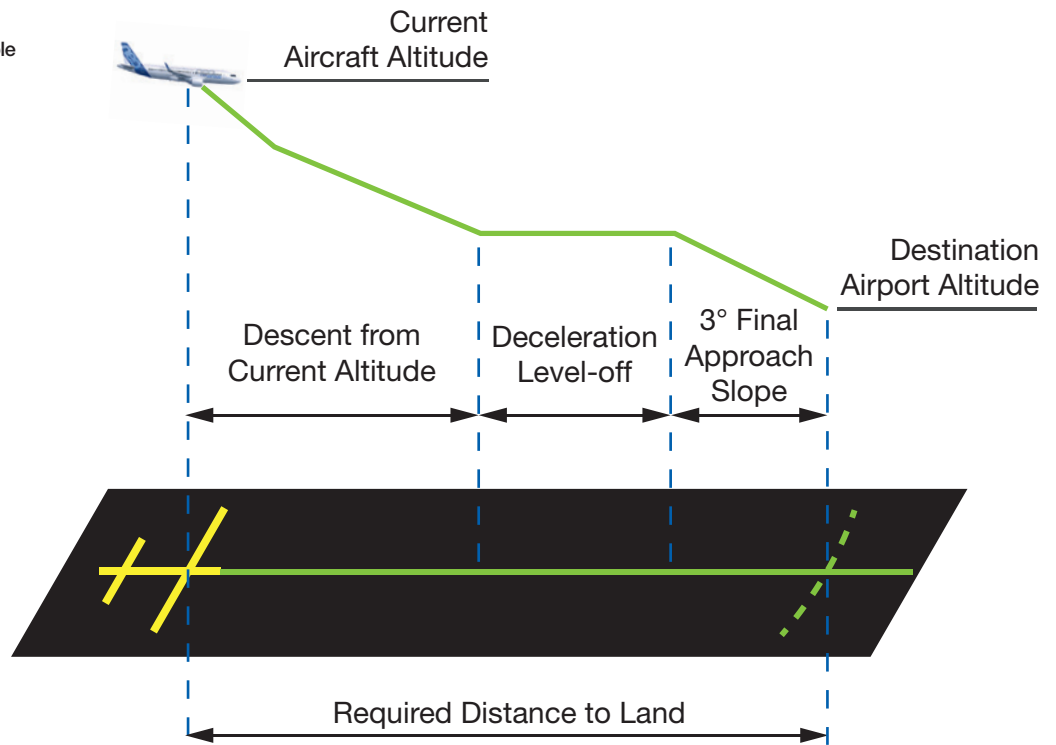 Current
Aircraft Altitude
Destination
Airport Altitude
Descent from
Current Altitude
Deceleration
Level-off
3° Final
Approach
Slope
Required Distance to Land